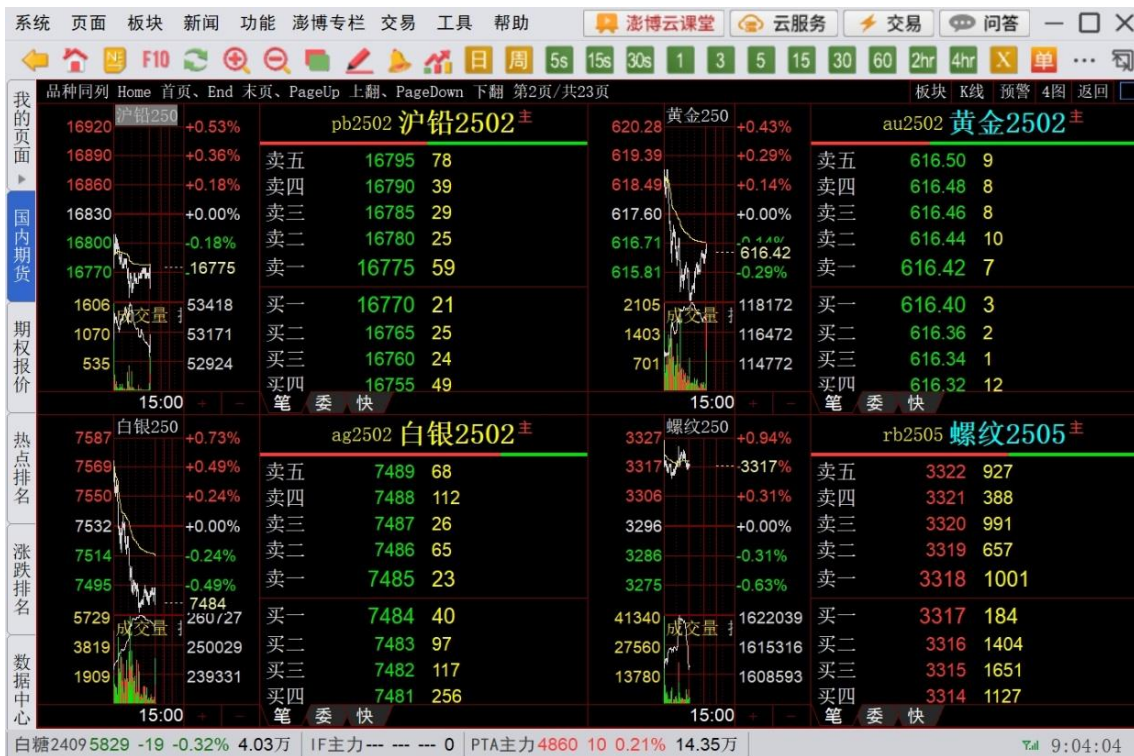 系统 页面 板块 新闻 功能 澎博专栏 交易 工具 帮助 澎博云课堂 云服务 交易 问答
F10 日 周 5s 15s 30s 1 3 5 15 30 60 2hr 4hr X 单 ...
品种同列 Home 首页、End 末页、PageUp 上翻、PageDown 下翻 第2页/共23页 板块 K线 预警 4图 返回
我的页面
国内期货
期权报价
热点排名
涨跌排名
数据中心
沪铅250
16920 +0.53%
16890 +0.36%
16860 +0.18%
16830 +0.00%
16800 -0.18%
16770 16775
1606 成交量 53418
1070 53171
535 52924
15:00 + -
pb2502 沪铅2502主
卖五 16795 78
卖四 16790 39
卖三 16785 29
卖二 16780 25
卖一 16775 59
买一 16770 21
买二 16765 25
买三 16760 24
买四 16755 49
笔 委 快
黄金250
620.28 +0.43%
619.39 +0.29%
618.49 +0.14%
617.60 +0.00%
616.71 -0.14%
616.42
615.81 -0.29%
2105 成交量 118172
1403 116472
701 114772
15:00 + -
au2502 黄金2502主
卖五 616.50 9
卖四 616.48 8
卖三 616.46 8
卖二 616.44 10
卖一 616.42 7
买一 616.40 3
买二 616.36 2
买三 616.34 1
买四 616.32 12
笔 委 快
白银250
7587 +0.73%
7569 +0.49%
7550 +0.24%
7532 +0.00%
7514 -0.24%
7495 -0.49%
7484
5729 成交量 260727
3819 250029
1909 239331
15:00 + -
ag2502 白银2502主
卖五 7489 68
卖四 7488 112
卖三 7487 26
卖二 7486 65
卖一 7485 23
买一 7484 40
买二 7483 97
买三 7482 117
买四 7481 256
笔 委 快
螺纹250
3327 +0.94%
3317 3317%
3306 +0.31%
3296 +0.00%
3286 -0.31%
3275 -0.63%
41340 成交量 1622039
27560 1615316
13780 1608593
15:00 + -
rb2505 螺纹2505主
卖五 3322 927
卖四 3321 388
卖三 3320 991
卖二 3319 657
卖一 3318 1001
买一 3317 184
买二 3316 1404
买三 3315 1651
买四 3314 1127
笔 委 快
白糖2409 5829 -19 -0.32% 4.03万 IF主力--- --- --- 0 PTA主力4860 10 0.21% 14.35万 9:04:04